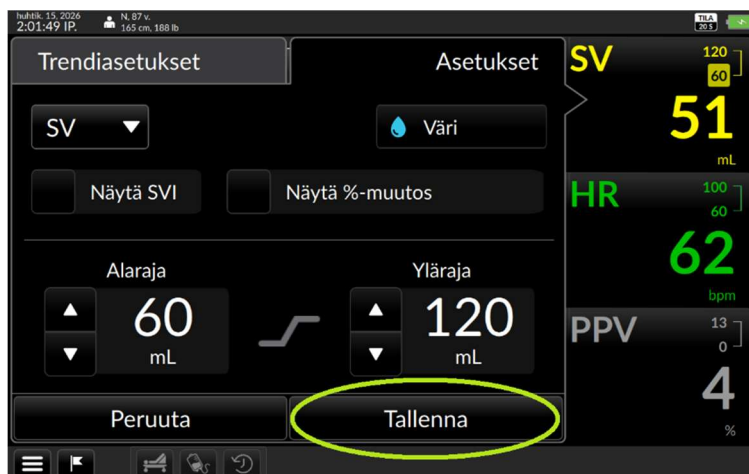 huhtik. 15, 2026
2:01:49 IP.
N, 87 v.
165 cm, 188 lb
TILA
20 S
Trendiasetukset
Asetukset
SV
Väri
Näytä SVI
Näytä %-muutos
Alaraja
Yläraja
60
mL
120
mL
Peruuta
Tallenna
SV
120
60
51
mL
HR
100
60
62
bpm
PPV
13
0
4
%